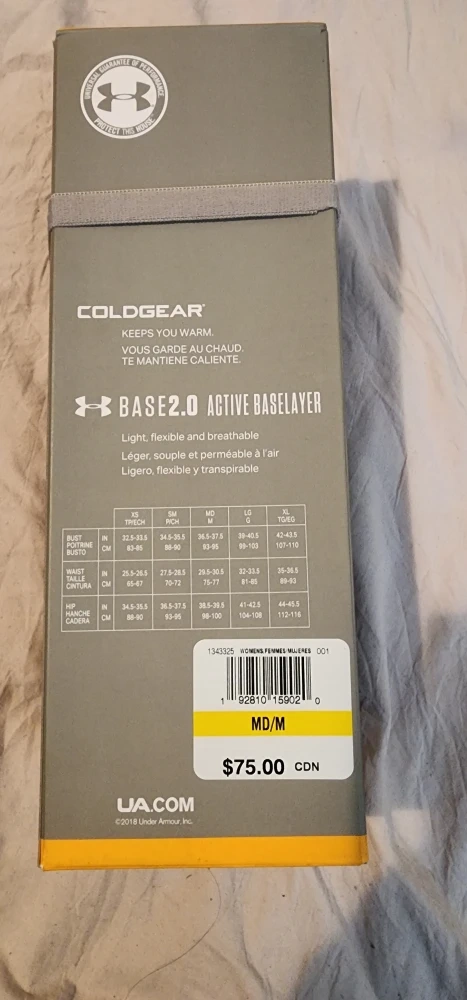 UNIVERSAL GUARANTEE OF PERFORMANCE
PROTECT THIS HOUSE.
COLDGEAR®
KEEPS YOU WARM.
VOUS GARDE AU CHAUD.
TE MANTIENE CALIENTE.
BASE2.0 ACTIVE BASELAYER
Light, flexible and breathable
Léger, souple et perméable à l'air
Ligero, flexible y transpirable
XS SM MD LG XL
TP/ECH P/CH M G TG/EG
BUST IN 32.5-33.5 34.5-35.5 36.5-37.5 39-40.5 42-43.5
POITRINE
BUSTO CM 83-85 88-90 93-95 99-103 107-110
WAIST IN 25.5-26.5 27.5-28.5 29.5-30.5 32-33.5 35-36.5
TAILLE
CINTURA CM 65-67 70-72 75-77 81-85 89-93
HIP IN 34.5-35.5 36.5-37.5 38.5-39.5 41-42.5 44-45.5
HANCHE
CADERA CM 88-90 93-95 98-100 104-108 112-116
1343325 WOMENS/FEMMES/MUJERES 001
1 92810 15902 0
MD/M
$75.00 CDN
UA.COM
©2018 Under Armour, Inc.